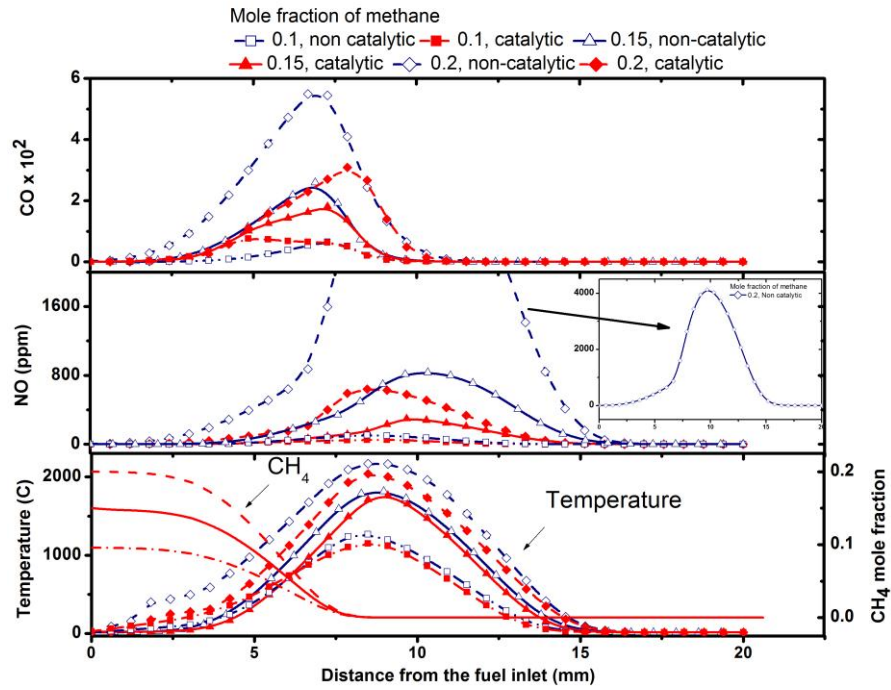 Mole fraction of methane
0.1, non catalytic 0.1, catalytic 0.15, non-catalytic
0.15, catalytic 0.2, non-catalytic 0.2, catalytic
6
4
2
0
CO x 10²
1600
800
0
NO (ppm)
Mole fraction of methane
0.2, Non catalytic
4000
2000
0
0 5 10 15 20
2000
1000
0
Temperature (C)
CH₄
Temperature
0.2
0.1
0.0
CH4 mole fraction
0 5 10 15 20
Distance from the fuel inlet (mm)